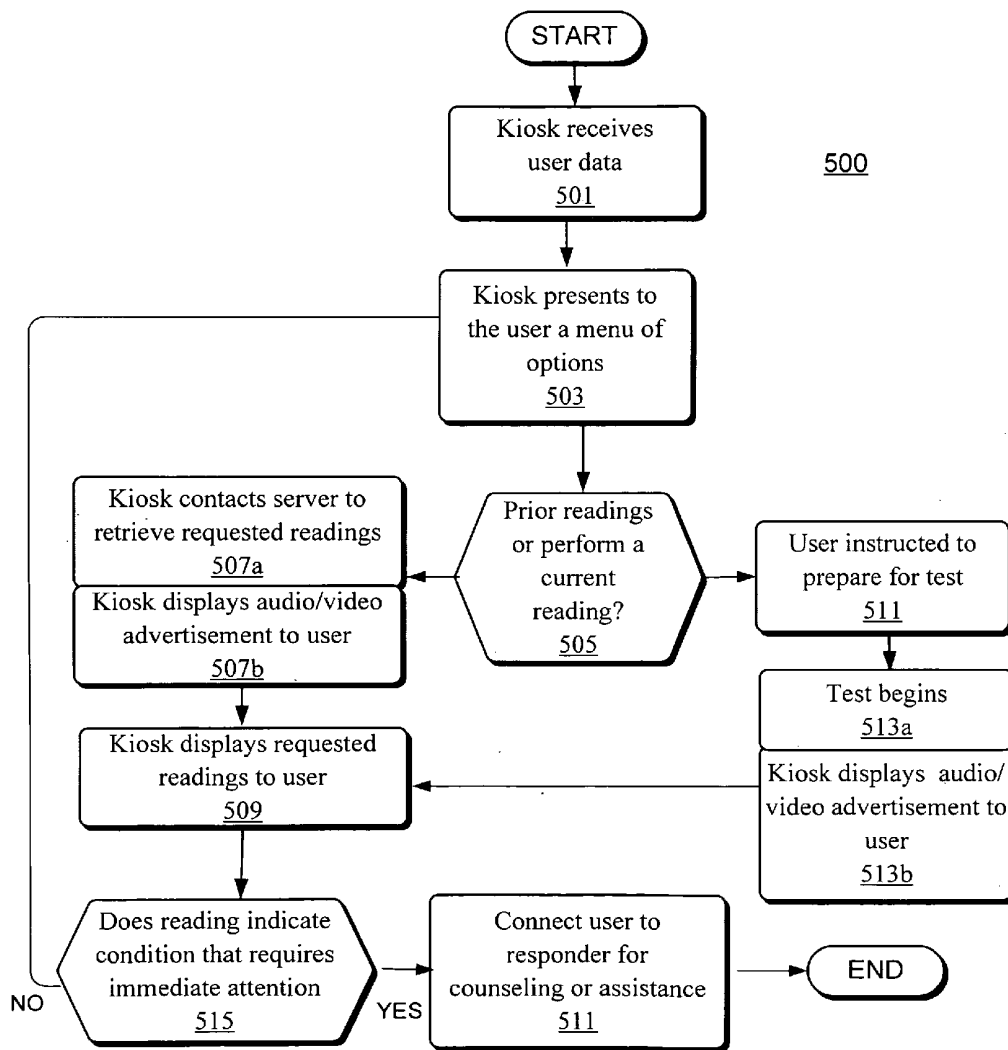 START
Kiosk receives
user data
501
500
Kiosk presents to
the user a menu of
options
503
Kiosk contacts server to
retrieve requested readings
507a
Kiosk displays audio/video
advertisement to user
507b
Prior readings
or perform a
current
reading?
505
User instructed to
prepare for test
511
Test begins
513a
Kiosk displays audio/
video advertisement to
user
513b
Kiosk displays requested
readings to user
509
Does reading indicate
condition that requires
immediate attention
515
NO
YES
Connect user to
responder for
counseling or assistance
511
END